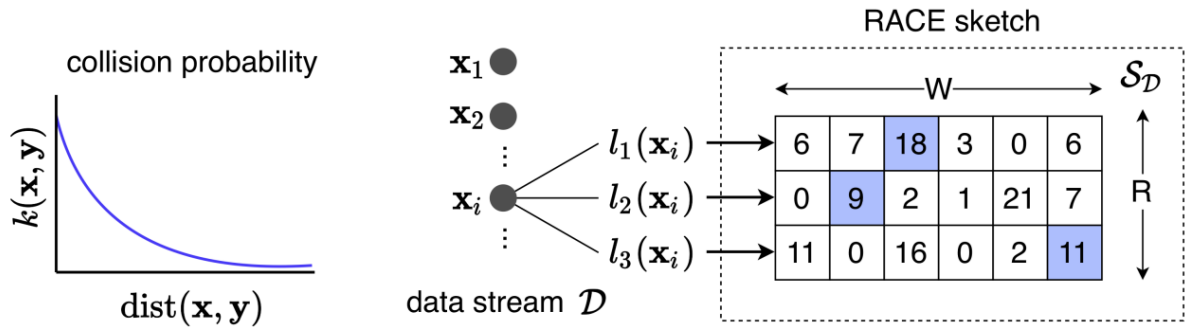 collision probability
k(x, y)
dist(x, y)
x₁
x₂
⋮
xᵢ
⋮
data stream 𝒟
l₁(xᵢ)
l₂(xᵢ)
l₃(xᵢ)
RACE sketch
W
𝒮_𝒟
R
6 7 18 3 0 6
0 9 2 1 21 7
11 0 16 0 2 11